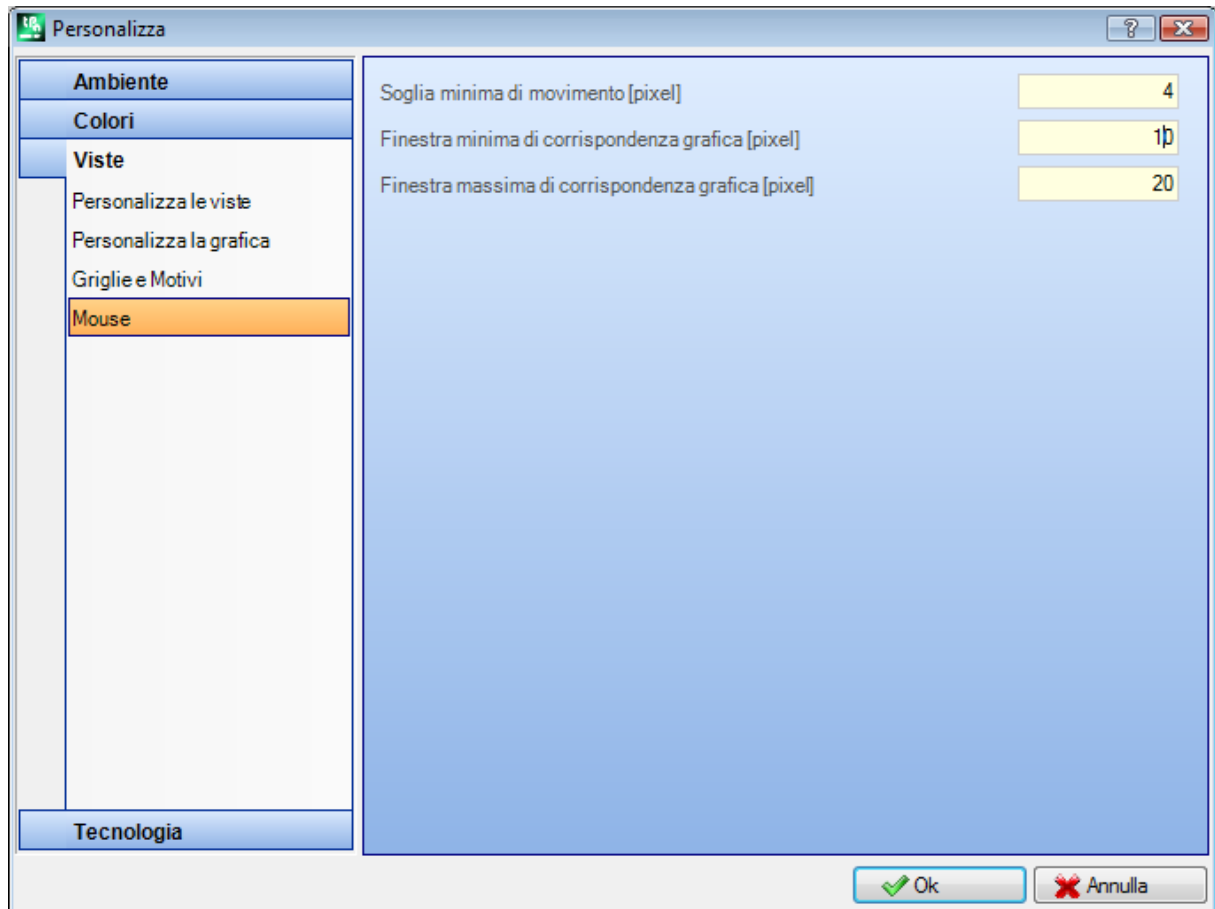 Personalizza
Ambiente
Colori
Viste
Personalizza le viste
Personalizza la grafica
Griglie e Motivi
Mouse
Tecnologia
Soglia minima di movimento [pixel] 4
Finestra minima di corrispondenza grafica [pixel] 10
Finestra massima di corrispondenza grafica [pixel] 20
Ok Annulla